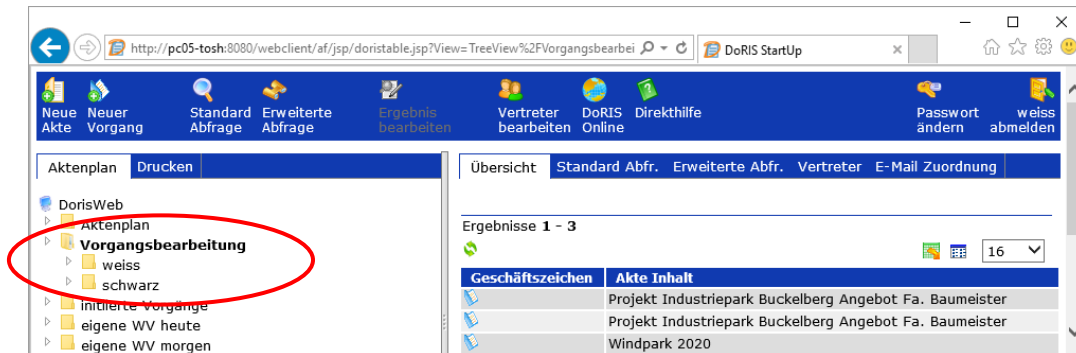 http://pc05-tosh:8080/webclient/af/jsp/doristable.jsp?View=TreeView%2FVorgangsbearbei
DoRIS StartUp
Neue Akte
Neuer Vorgang
Standard Abfrage
Erweiterte Abfrage
Ergebnis bearbeiten
Vertreter bearbeiten
DoRIS Online
Direkthilfe
Passwort ändern
weiss abmelden
Aktenplan Drucken
DorisWeb
Aktenplan
Vorgangsbearbeitung
weiss
schwarz
initiierte Vorgänge
eigene WV heute
eigene WV morgen
Übersicht Standard Abfr. Erweiterte Abfr. Vertreter E-Mail Zuordnung
Ergebnisse 1 - 3
16
Geschäftszeichen Akte Inhalt
Projekt Industriepark Buckelberg Angebot Fa. Baumeister
Projekt Industriepark Buckelberg Angebot Fa. Baumeister
Windpark 2020